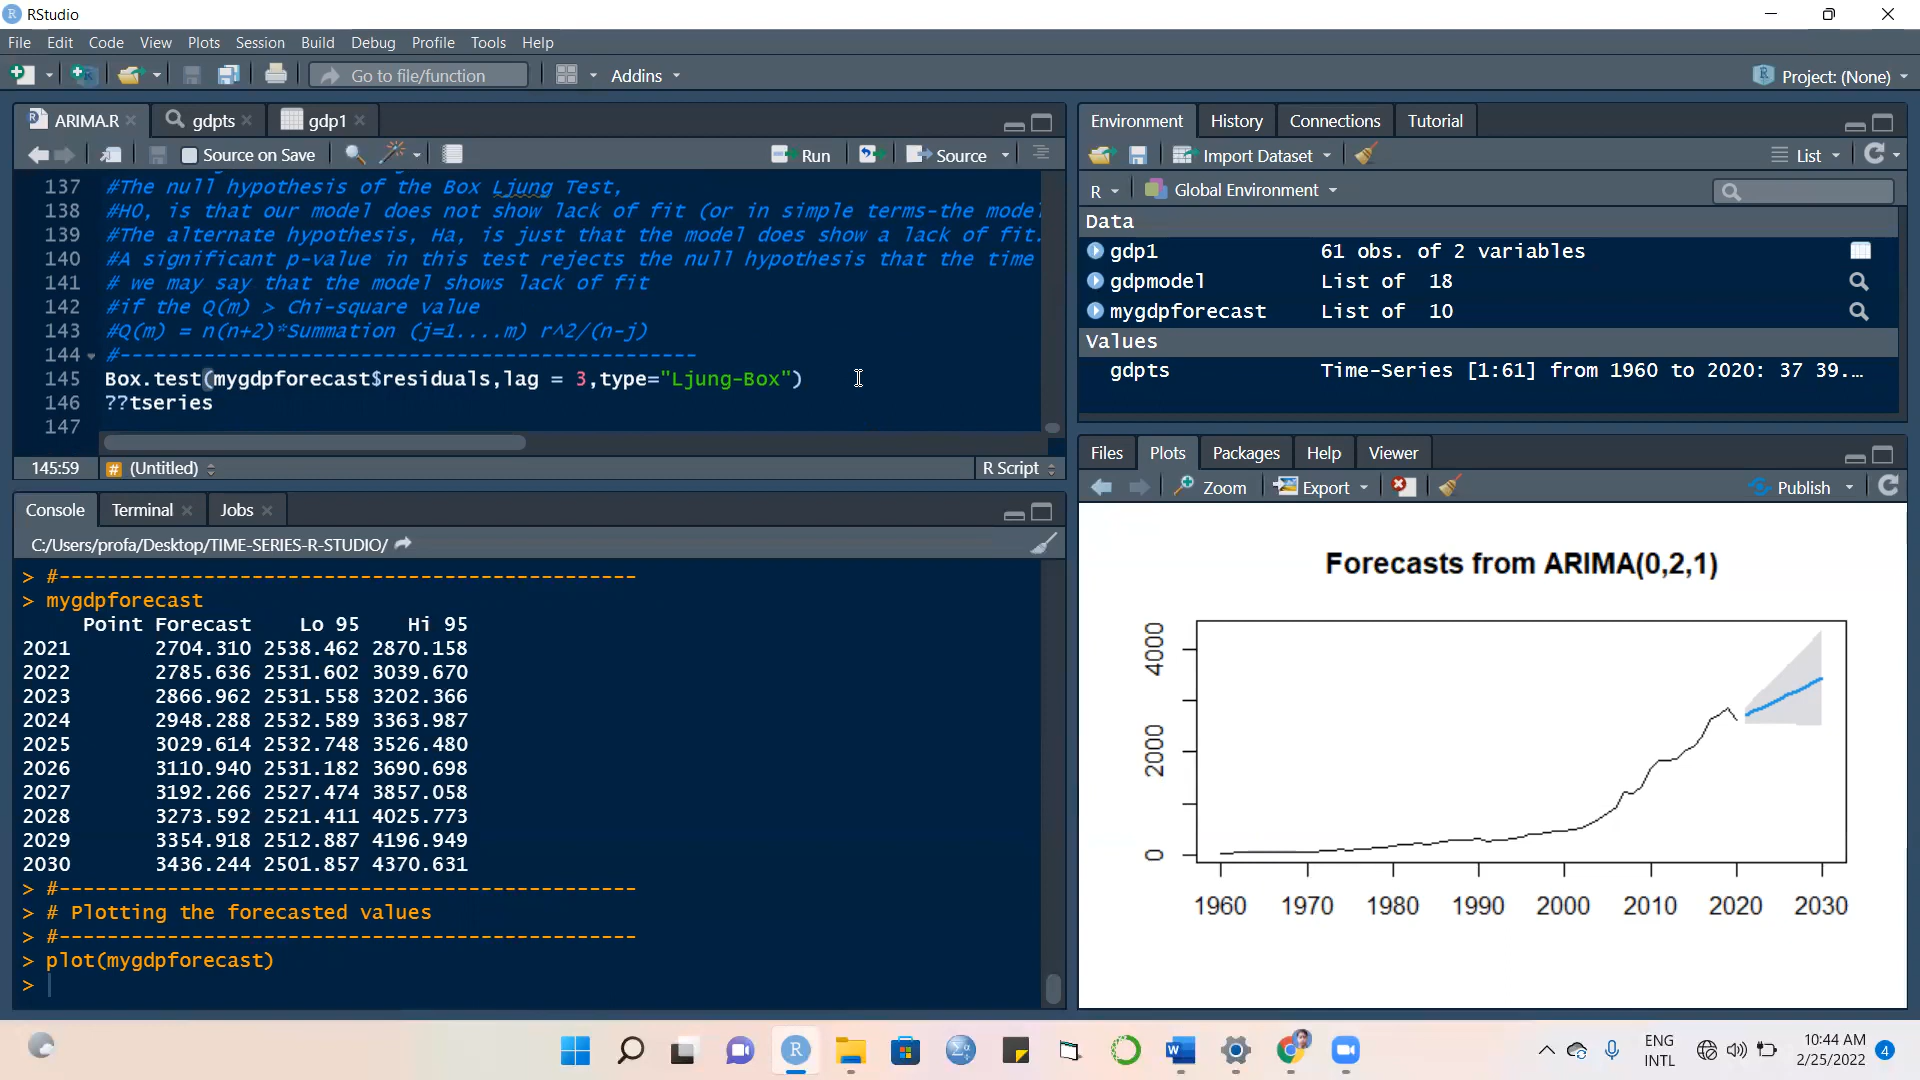 RStudio
File Edit Code View Plots Session Build Debug Profile Tools Help
Go to file/function Addins Project: (None)
ARIMA.R gdpts gdp1
Source on Save Run Source
137 #The null hypothesis of the Box Ljung Test,
138 #H0, is that our model does not show lack of fit (or in simple terms-the mode
139 #The alternate hypothesis, Ha, is just that the model does show a lack of fit.
140 #A significant p-value in this test rejects the null hypothesis that the time
141 # we may say that the model shows lack of fit
142 #if the Q(m) > Chi-square value
143 #Q(m) = n(n+2)*Summation (j=1....m) r^2/(n-j)
144 #------------------------------------------------
145 Box.test(mygdpforecast$residuals,lag = 3,type="Ljung-Box")
146 ??tseries
147
145:59 (Untitled) R Script
Console Terminal Jobs
C:/Users/profa/Desktop/TIME-SERIES-R-STUDIO/
> #------------------------------------------------
> mygdpforecast
Point Forecast Lo 95 Hi 95
2021 2704.310 2538.462 2870.158
2022 2785.636 2531.602 3039.670
2023 2866.962 2531.558 3202.366
2024 2948.288 2532.589 3363.987
2025 3029.614 2532.748 3526.480
2026 3110.940 2531.182 3690.698
2027 3192.266 2527.474 3857.058
2028 3273.592 2521.411 4025.773
2029 3354.918 2512.887 4196.949
2030 3436.244 2501.857 4370.631
> #------------------------------------------------
> # Plotting the forecasted values
> #------------------------------------------------
> plot(mygdpforecast)
>
Environment History Connections Tutorial
Import Dataset List
R Global Environment
Data
gdp1 61 obs. of 2 variables
gdpmodel List of 18
mygdpforecast List of 10
Values
gdpts Time-Series [1:61] from 1960 to 2020: 37 39.…
Files Plots Packages Help Viewer
Zoom Export Publish
Forecasts from ARIMA(0,2,1)
4000
2000
0
1960 1970 1980 1990 2000 2010 2020 2030
ENG
INTL
10:44 AM
2/25/2022
4